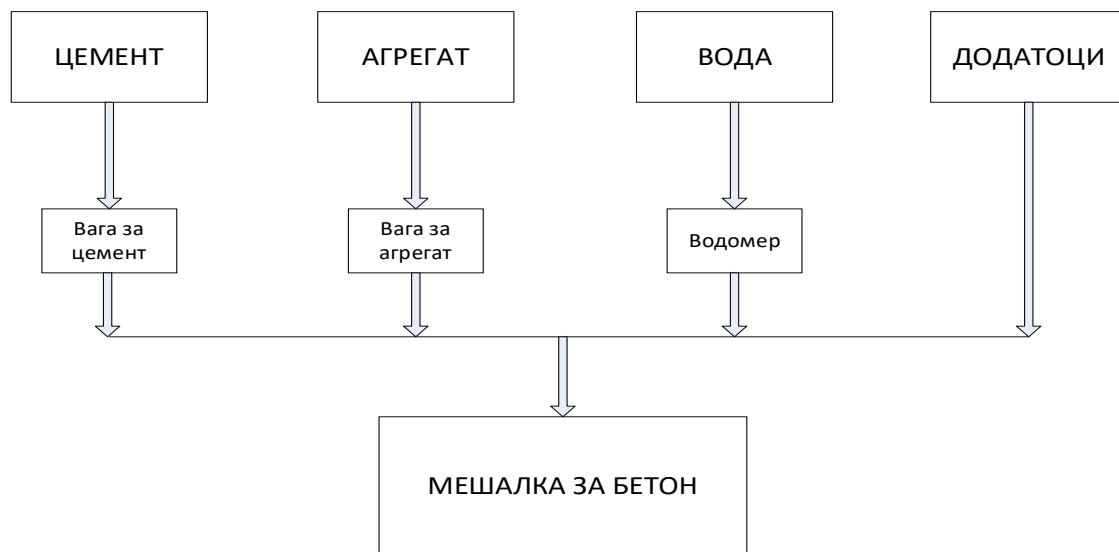 ЦЕМЕНТ
АГРЕГАТ
ВОДА
ДОДАТОЦИ
Вага за
цемент
Вага за
агрегат
Водомер
МЕШАЛКА ЗА БЕТОН